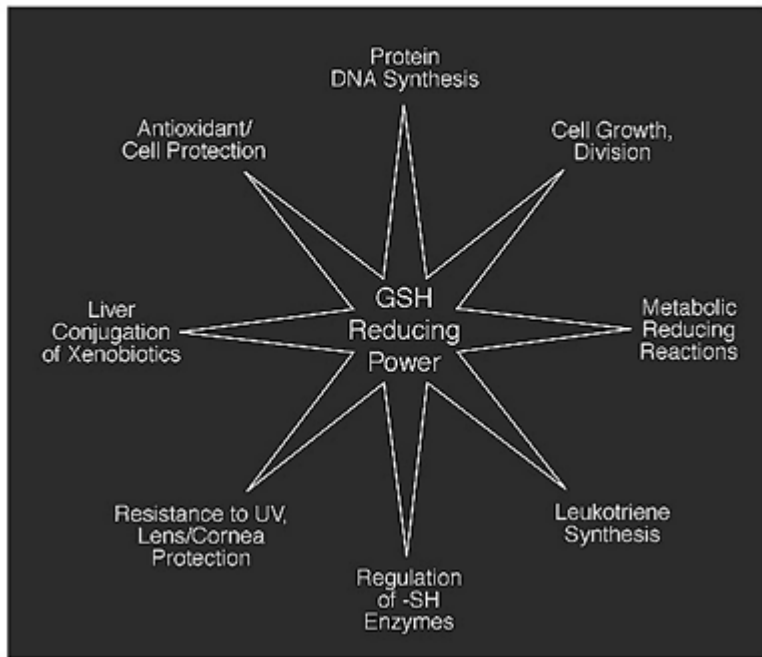 Protein
DNA Synthesis
Antioxidant/
Cell Protection
Cell Growth,
Division
GSH
Reducing
Power
Liver
Conjugation
of Xenobiotics
Metabolic
Reducing
Reactions
Resistance to UV,
Lens/Cornea
Protection
Leukotriene
Synthesis
Regulation
of -SH
Enzymes